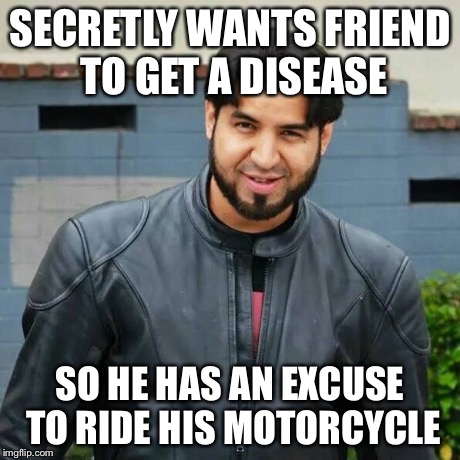 SECRETLY WANTS FRIEND
TO GET A DISEASE
SO HE HAS AN EXCUSE
TO RIDE HIS MOTORCYCLE
imgflip.com